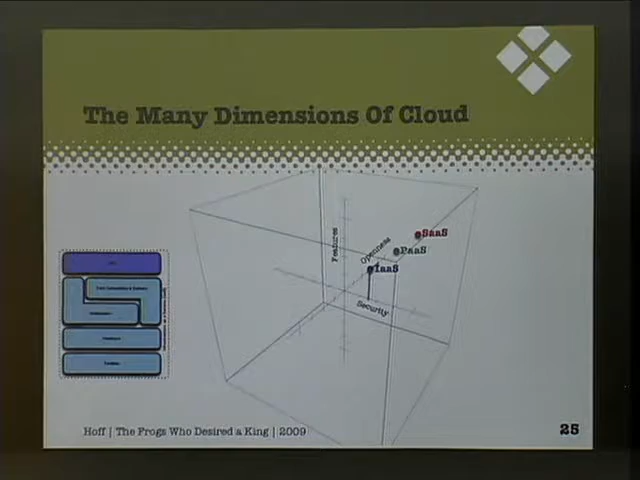 The Many Dimensions Of Cloud
Features
Openness
SaaS
PaaS
IaaS
Security
Hoff | The Frogs Who Desired a King | 2009
25